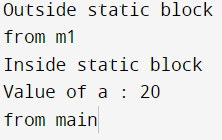 Outside static block
from m1
Inside static block
Value of a : 20
from main